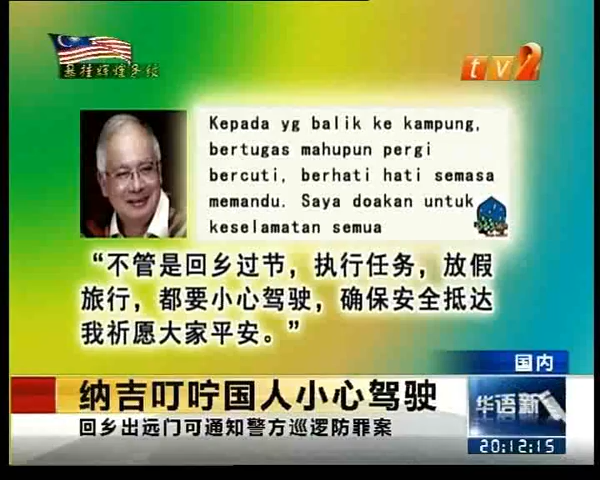 tv2
Kepada yg balik ke kampung,
bertugas mahupun pergi
bercuti, berhati hati semasa
memandu. Saya doakan untuk
keselamatan semua
“不管是回乡过节，执行任务，放假
旅行，都要小心驾驶，确保安全抵达
我祈愿大家平安。”
国内
纳吉叮咛国人小心驾驶
华语新
回乡出远门可通知警方巡逻防罪案
20:12:15